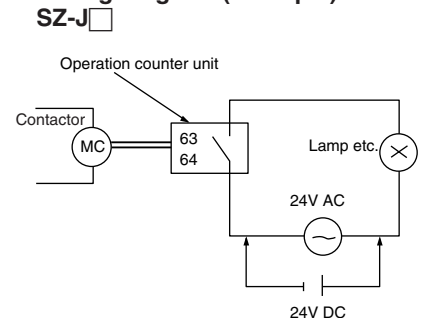 SZ-J□
Operation counter unit
Contactor
MC
63
64
Lamp etc.
24V AC
24V DC